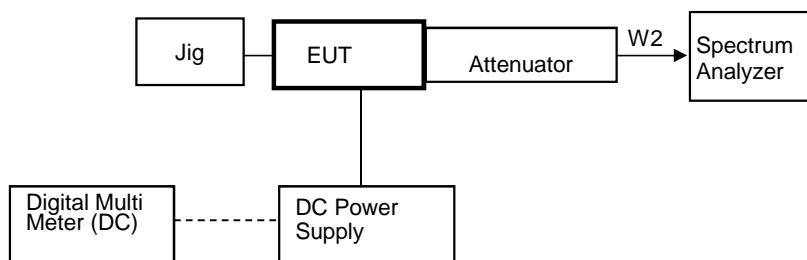 Jig
EUT
Attenuator
W2
Spectrum
Analyzer
Digital Multi
Meter (DC)
DC Power
Supply